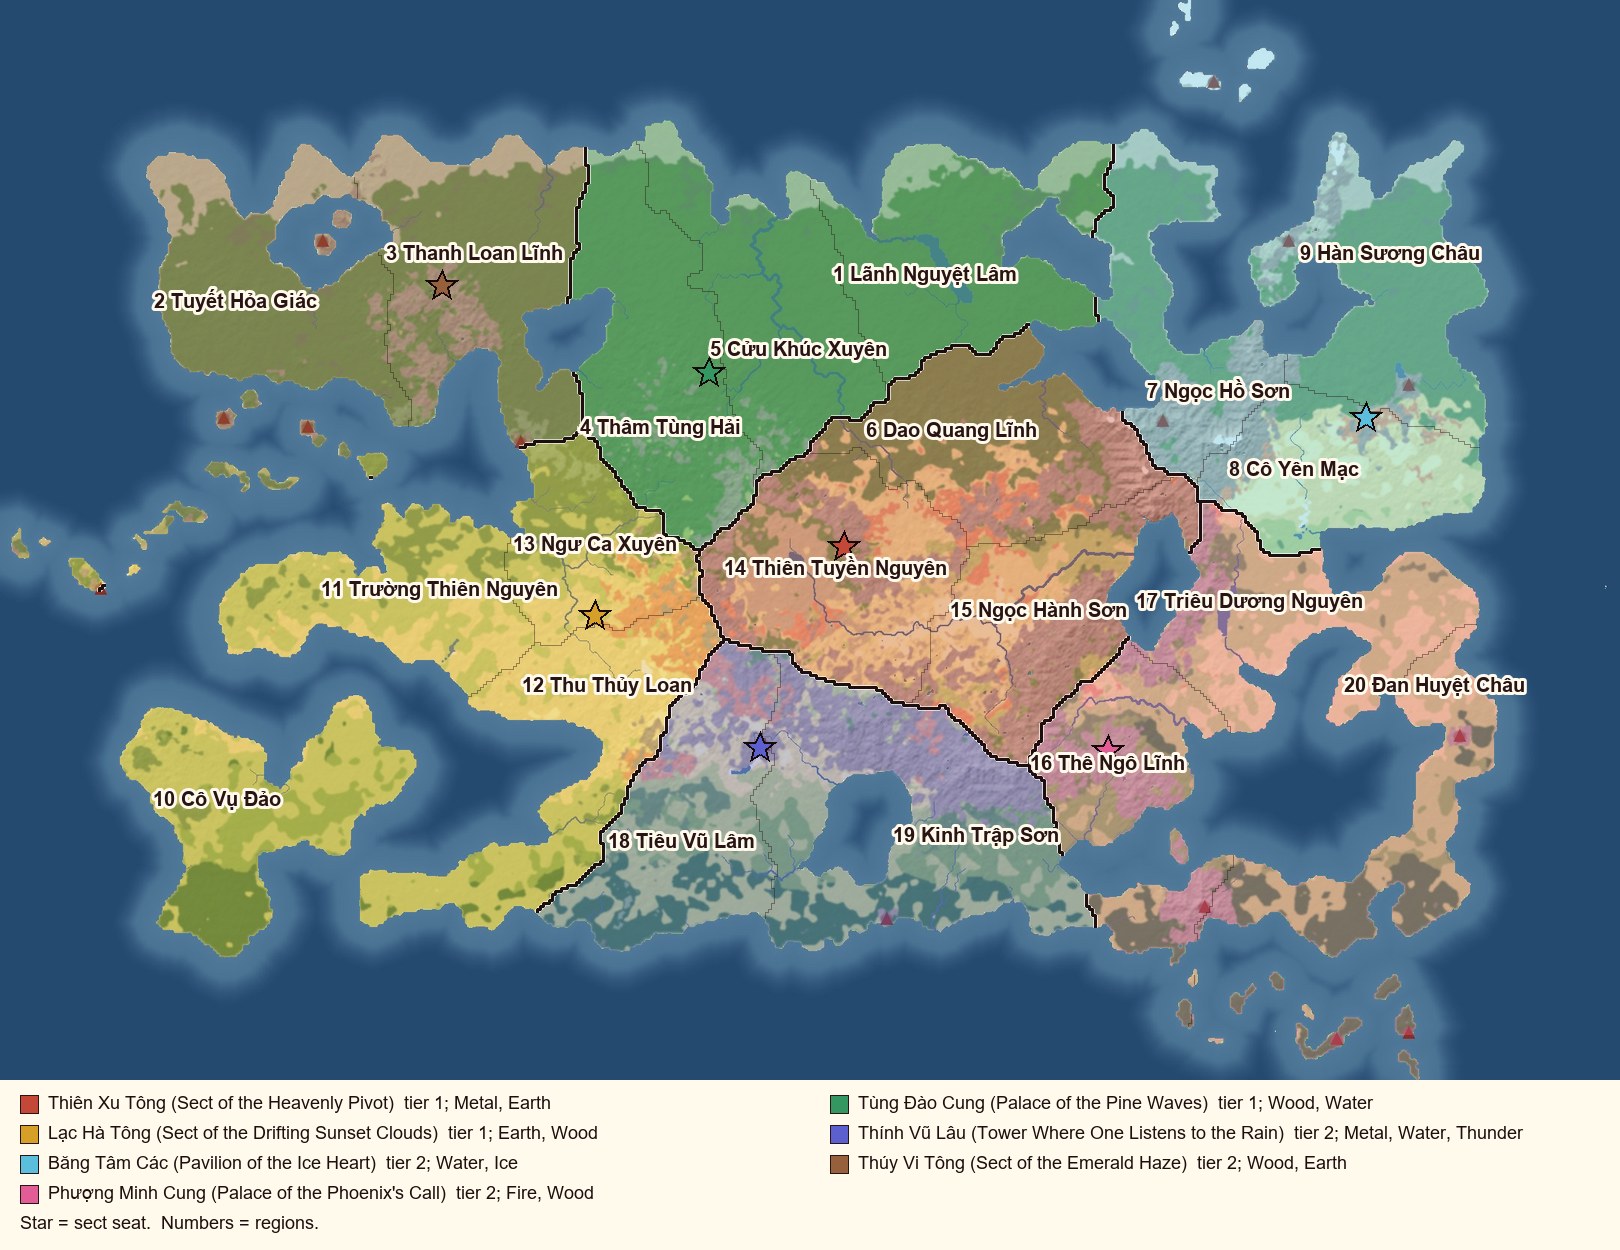 3 Thanh Loan Lĩnh
9 Hàn Sương Châu
1 Lãnh Nguyệt Lâm
2 Tuyết Hỏa Giác
5 Cửu Khúc Xuyên
7 Ngọc Hồ Sơn
4 Thâm Tùng Hải
6 Dao Quang Lĩnh
8 Cô Yên Mạc
13 Ngư Ca Xuyên
14 Thiên Tuyền Nguyên
11 Trường Thiên Nguyên
15 Ngọc Hành Sơn
17 Triêu Dương Nguyên
12 Thu Thủy Loan
20 Đan Huyệt Châu
16 Thê Ngô Lĩnh
10 Cô Vụ Đảo
18 Tiêu Vũ Lâm
19 Kinh Trập Sơn
Thiên Xu Tông (Sect of the Heavenly Pivot) tier 1; Metal, Earth
Tùng Đào Cung (Palace of the Pine Waves) tier 1; Wood, Water
Lạc Hà Tông (Sect of the Drifting Sunset Clouds) tier 1; Earth, Wood
Thính Vũ Lâu (Tower Where One Listens to the Rain) tier 2; Metal, Water, Thunder
Băng Tâm Các (Pavilion of the Ice Heart) tier 2; Water, Ice
Thúy Vi Tông (Sect of the Emerald Haze) tier 2; Wood, Earth
Phượng Minh Cung (Palace of the Phoenix's Call) tier 2; Fire, Wood
Star = sect seat. Numbers = regions.